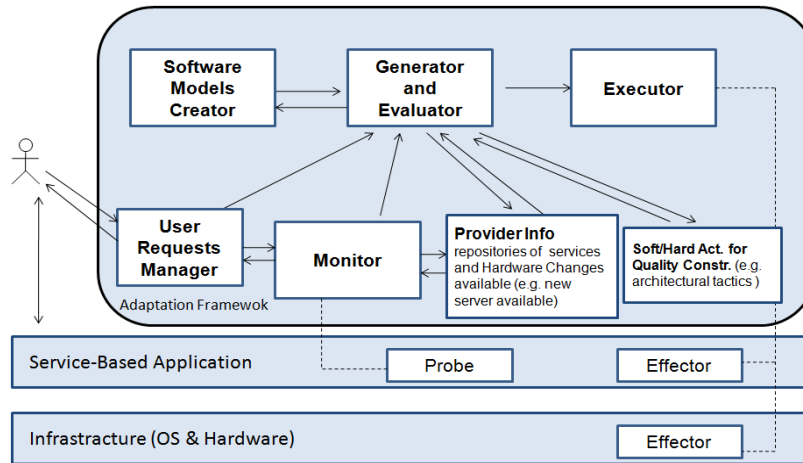 Software
Models
Creator
Generator
and
Evaluator
Executor
User
Requests
Manager
Monitor
Provider Info
repositories of services
and Hardware Changes
available (e.g. new
server available)
Soft/Hard Act. for
Quality Constr. (e.g.
architectural tactics )
Adaptation Framewok
Service-Based Application
Probe
Effector
Infrastracture (OS & Hardware)
Effector